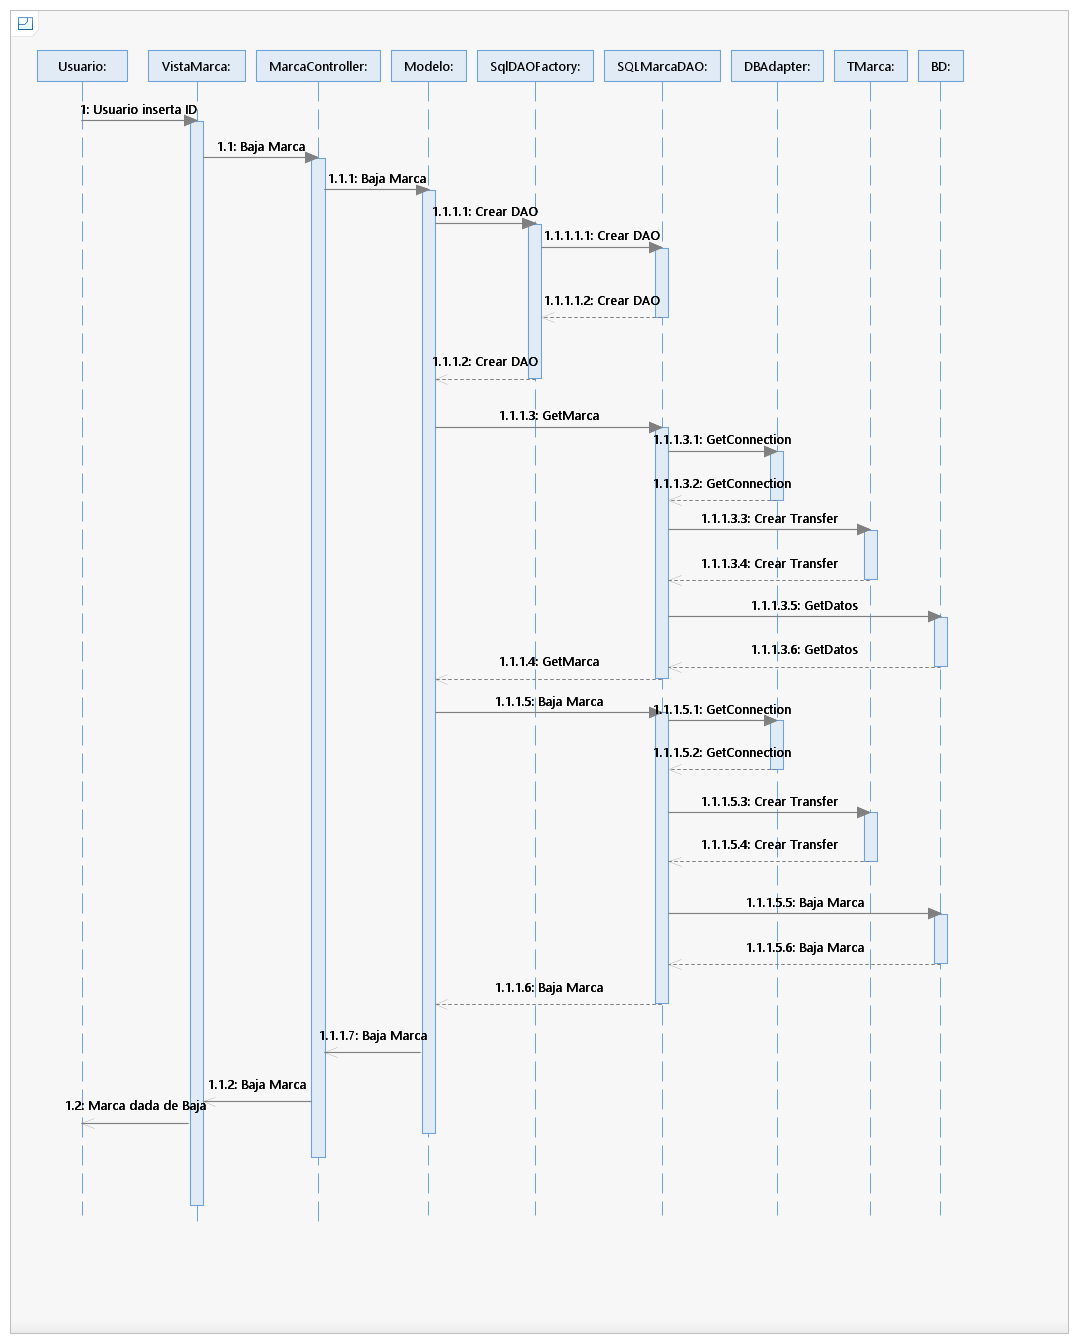 Usuario:
VistaMarca:
MarcaController:
Modelo:
SqlDAOFactory:
SQLMarcaDAO:
DBAdapter:
TMarca:
BD:
1: Usuario inserta ID
1.1: Baja Marca
1.1.1: Baja Marca
1.1.1.1: Crear DAO
1.1.1.1.1: Crear DAO
1.1.1.1.2: Crear DAO
1.1.1.2: Crear DAO
1.1.1.3: GetMarca
1.1.1.3.1: GetConnection
1.1.1.3.2: GetConnection
1.1.1.3.3: Crear Transfer
1.1.1.3.4: Crear Transfer
1.1.1.3.5: GetDatos
1.1.1.3.6: GetDatos
1.1.1.4: GetMarca
1.1.1.5: Baja Marca
1.1.1.5.1: GetConnection
1.1.1.5.2: GetConnection
1.1.1.5.3: Crear Transfer
1.1.1.5.4: Crear Transfer
1.1.1.5.5: Baja Marca
1.1.1.5.6: Baja Marca
1.1.1.6: Baja Marca
1.1.1.7: Baja Marca
1.1.2: Baja Marca
1.2: Marca dada de Baja